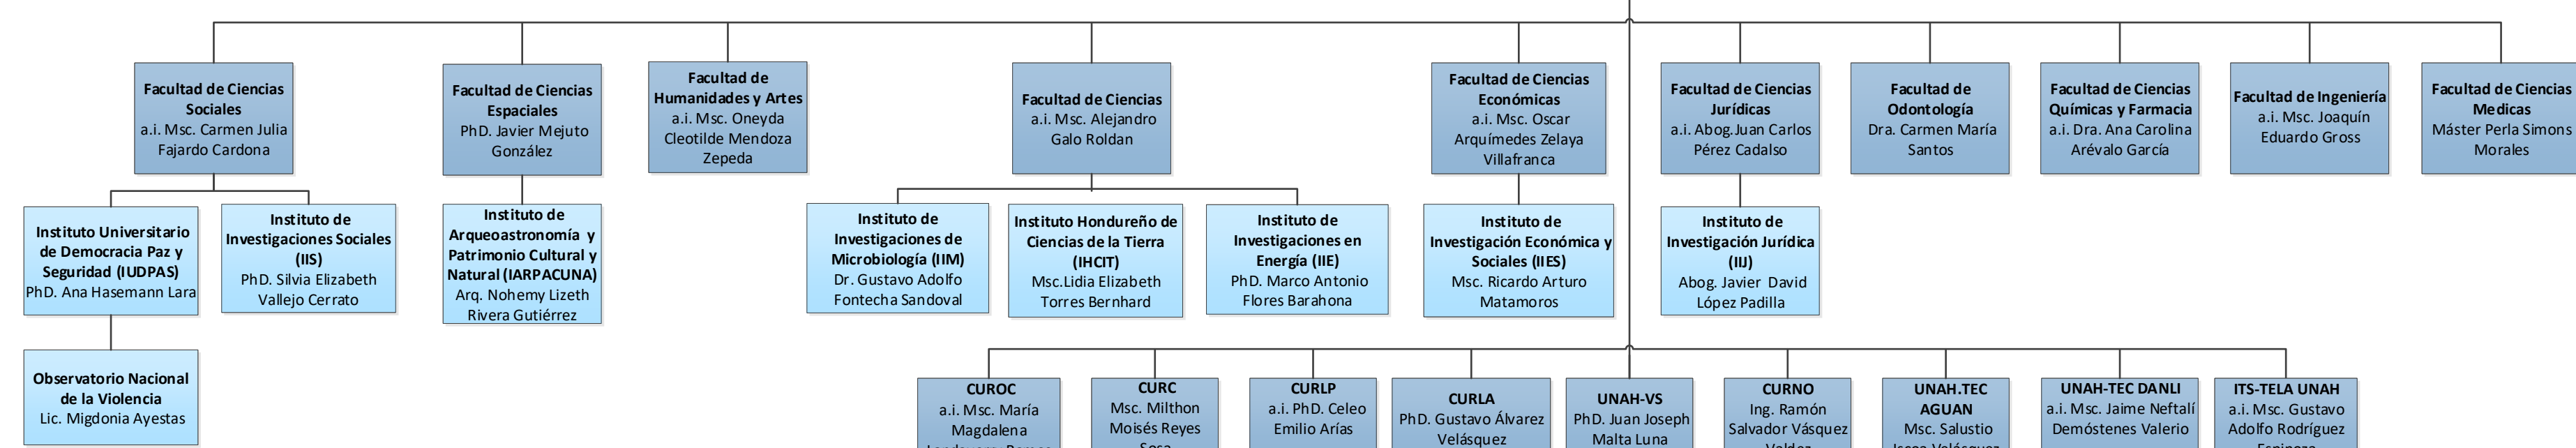 Facultad de Ciencias
Sociales
a.i. Msc. Carmen Julia
Fajardo Cardona
Facultad de Ciencias
Espaciales
PhD. Javier Mejuto
González
Facultad de
Humanidades y Artes
a.i. Msc. Oneyda
Cleotilde Mendoza
Zepeda
Facultad de Ciencias
a.i. Msc. Alejandro
Galo Roldan
Facultad de Ciencias
Económicas
a.i. Msc. Oscar
Arquímedes Zelaya
Villafranca
Facultad de Ciencias
Jurídicas
a.i. Abog.Juan Carlos
Pérez Cadalso
Facultad de
Odontología
Dra. Carmen María
Santos
Facultad de Ciencias
Químicas y Farmacia
a.i. Dra. Ana Carolina
Arévalo García
Facultad de Ingeniería
a.i. Msc. Joaquín
Eduardo Gross
Facultad de Ciencias
Medicas
Máster Perla Simons
Morales
Instituto Universitario
de Democracia Paz y
Seguridad (IUDPAS)
PhD. Ana Hasemann Lara
Instituto de
Investigaciones Sociales
(IIS)
PhD. Silvia Elizabeth
Vallejo Cerrato
Instituto de
Arqueoastronomía y
Patrimonio Cultural y
Natural (IARPACUNA)
Arq. Nohemy Lizeth
Rivera Gutiérrez
Instituto de
Investigaciones de
Microbiología (IIM)
Dr. Gustavo Adolfo
Fontecha Sandoval
Instituto Hondureño de
Ciencias de la Tierra
(IHCIT)
Msc.Lidia Elizabeth
Torres Bernhard
Instituto de
Investigaciones en
Energía (IIE)
PhD. Marco Antonio
Flores Barahona
Instituto de
Investigación Económica y
Sociales (IIES)
Msc. Ricardo Arturo
Matamoros
Instituto de
Investigación Jurídica
(IIJ)
Abog. Javier David
López Padilla
Observatorio Nacional
de la Violencia
Lic. Migdonia Ayestas
CUROC
a.i. Msc. María
Magdalena
CURC
Msc. Milthon
Moisés Reyes
Sosa
CURLP
a.i. PhD. Celeo
Emilio Arías
CURLA
PhD. Gustavo Álvarez
Velásquez
UNAH-VS
PhD. Juan Joseph
Malta Luna
CURNO
Ing. Ramón
Salvador Vásquez
Valdez
UNAH.TEC
AGUAN
Msc. Salustio
UNAH-TEC DANLI
a.i. Msc. Jaime Neftalí
Demóstenes Valerio
ITS-TELA UNAH
a.i. Msc. Gustavo
Adolfo Rodríguez
Espinoza